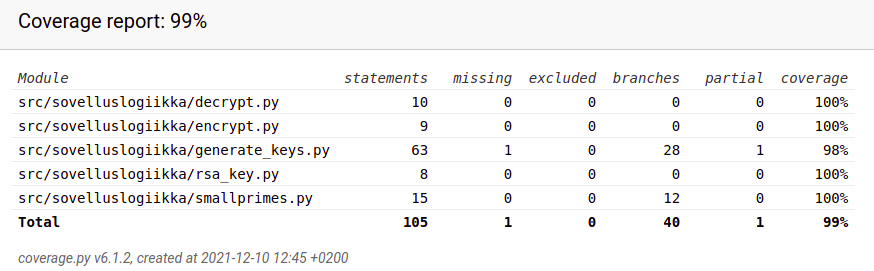 Coverage report: 99%
Module statements missing excluded branches partial coverage
src/sovelluslogiikka/decrypt.py 10 0 0 0 0 100%
src/sovelluslogiikka/encrypt.py 9 0 0 0 0 100%
src/sovelluslogiikka/generate_keys.py 63 1 0 28 1 98%
src/sovelluslogiikka/rsa_key.py 8 0 0 0 0 100%
src/sovelluslogiikka/smallprimes.py 15 0 0 12 0 100%
Total 105 1 0 40 1 99%
coverage.py v6.1.2, created at 2021-12-10 12:45 +0200